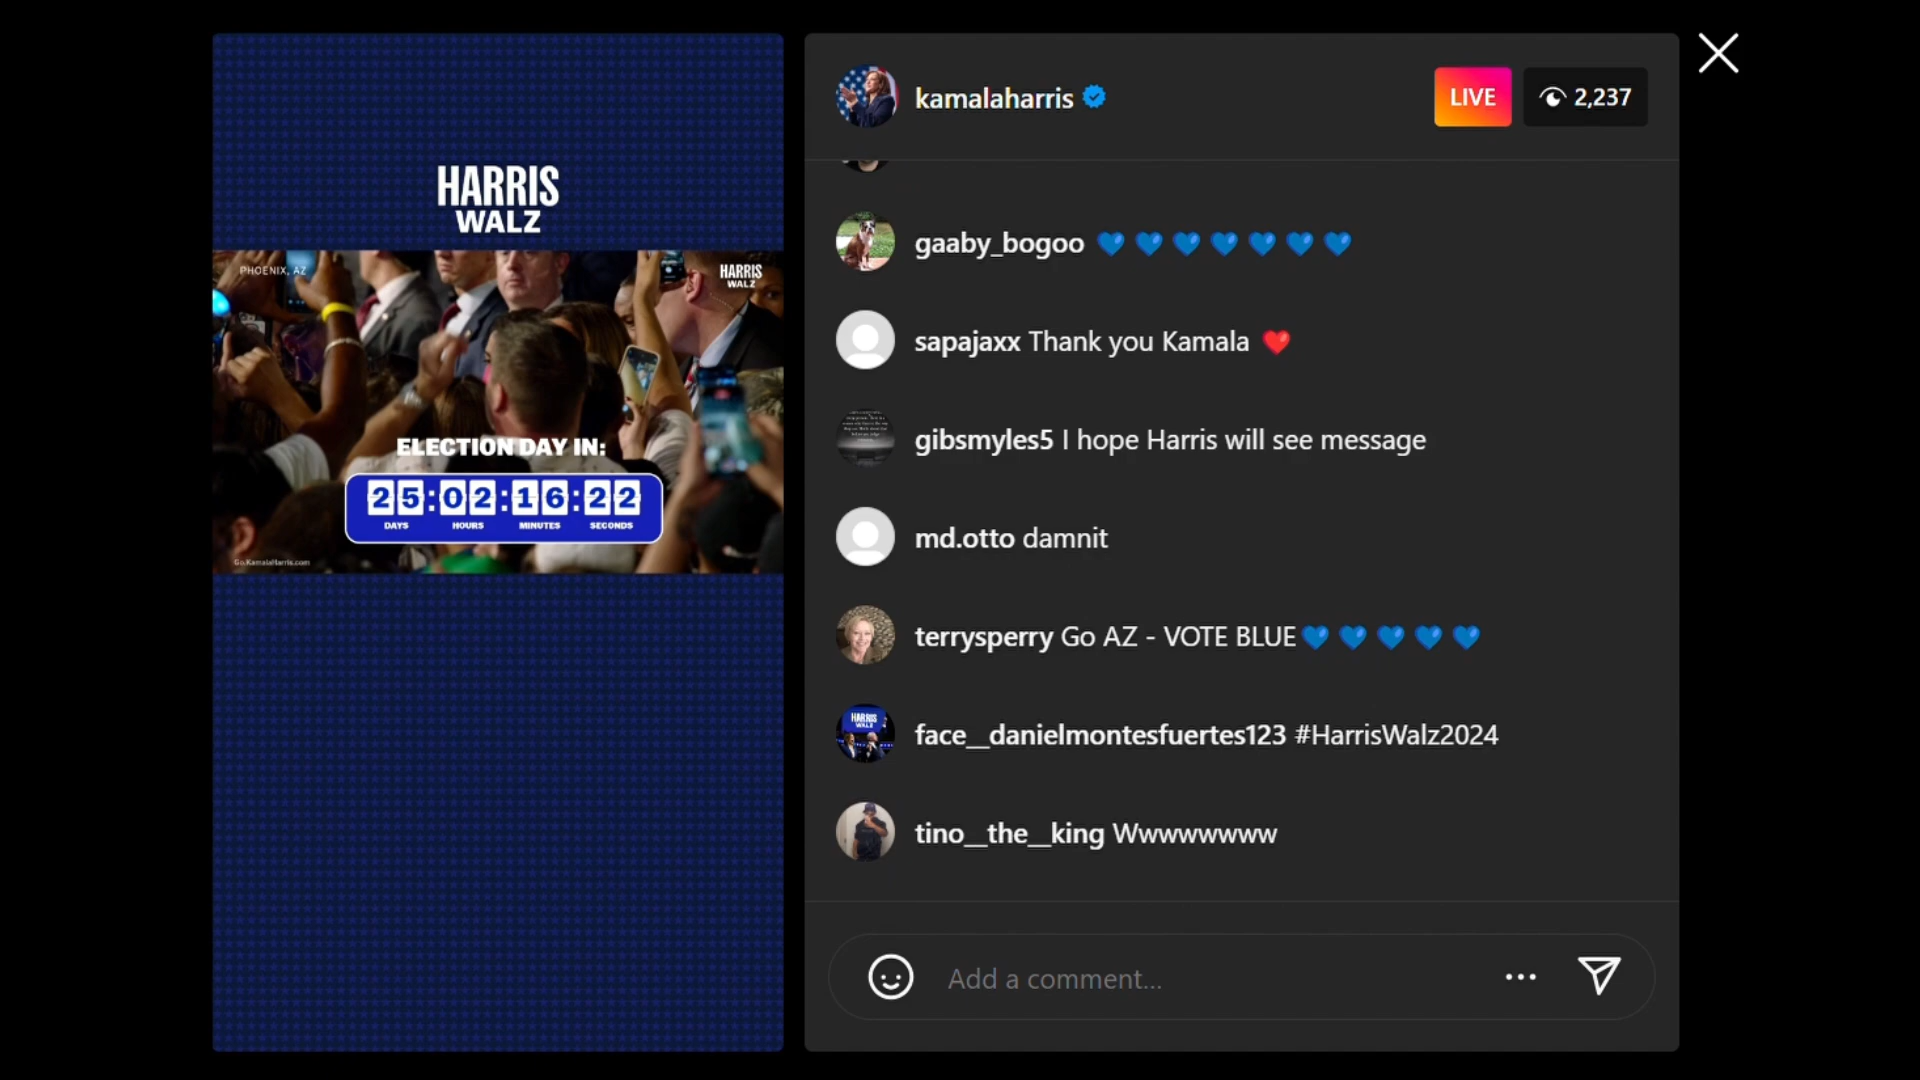 HARRIS
WALZ
PHOENIX, AZ
HARRIS
WALZ
ELECTION DAY IN:
25:02:16:22
DAYS HOURS MINUTES SECONDS
Go.KamalaHarris.com
kamalaharris
LIVE 2,237
gaaby_bogoo 💙 💙 💙 💙 💙 💙 💙
sapajaxx Thank you Kamala ❤️
gibsmyles5 I hope Harris will see message
md.otto damnit
terrysperry Go AZ - VOTE BLUE💙 💙 💙 💙 💙
HARRIS
WALZ
face__danielmontesfuertes123 #HarrisWalz2024
tino__the__king Wwwwwwww
Add a comment...